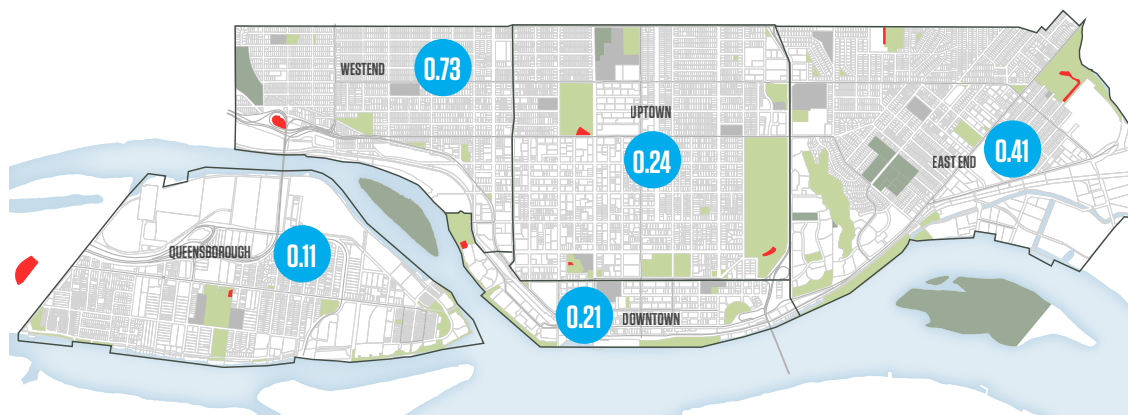 WESTEND
0.73
UPTOWN
0.24
EAST END
0.41
QUEENSBOROUGH
0.11
0.21
DOWNTOWN